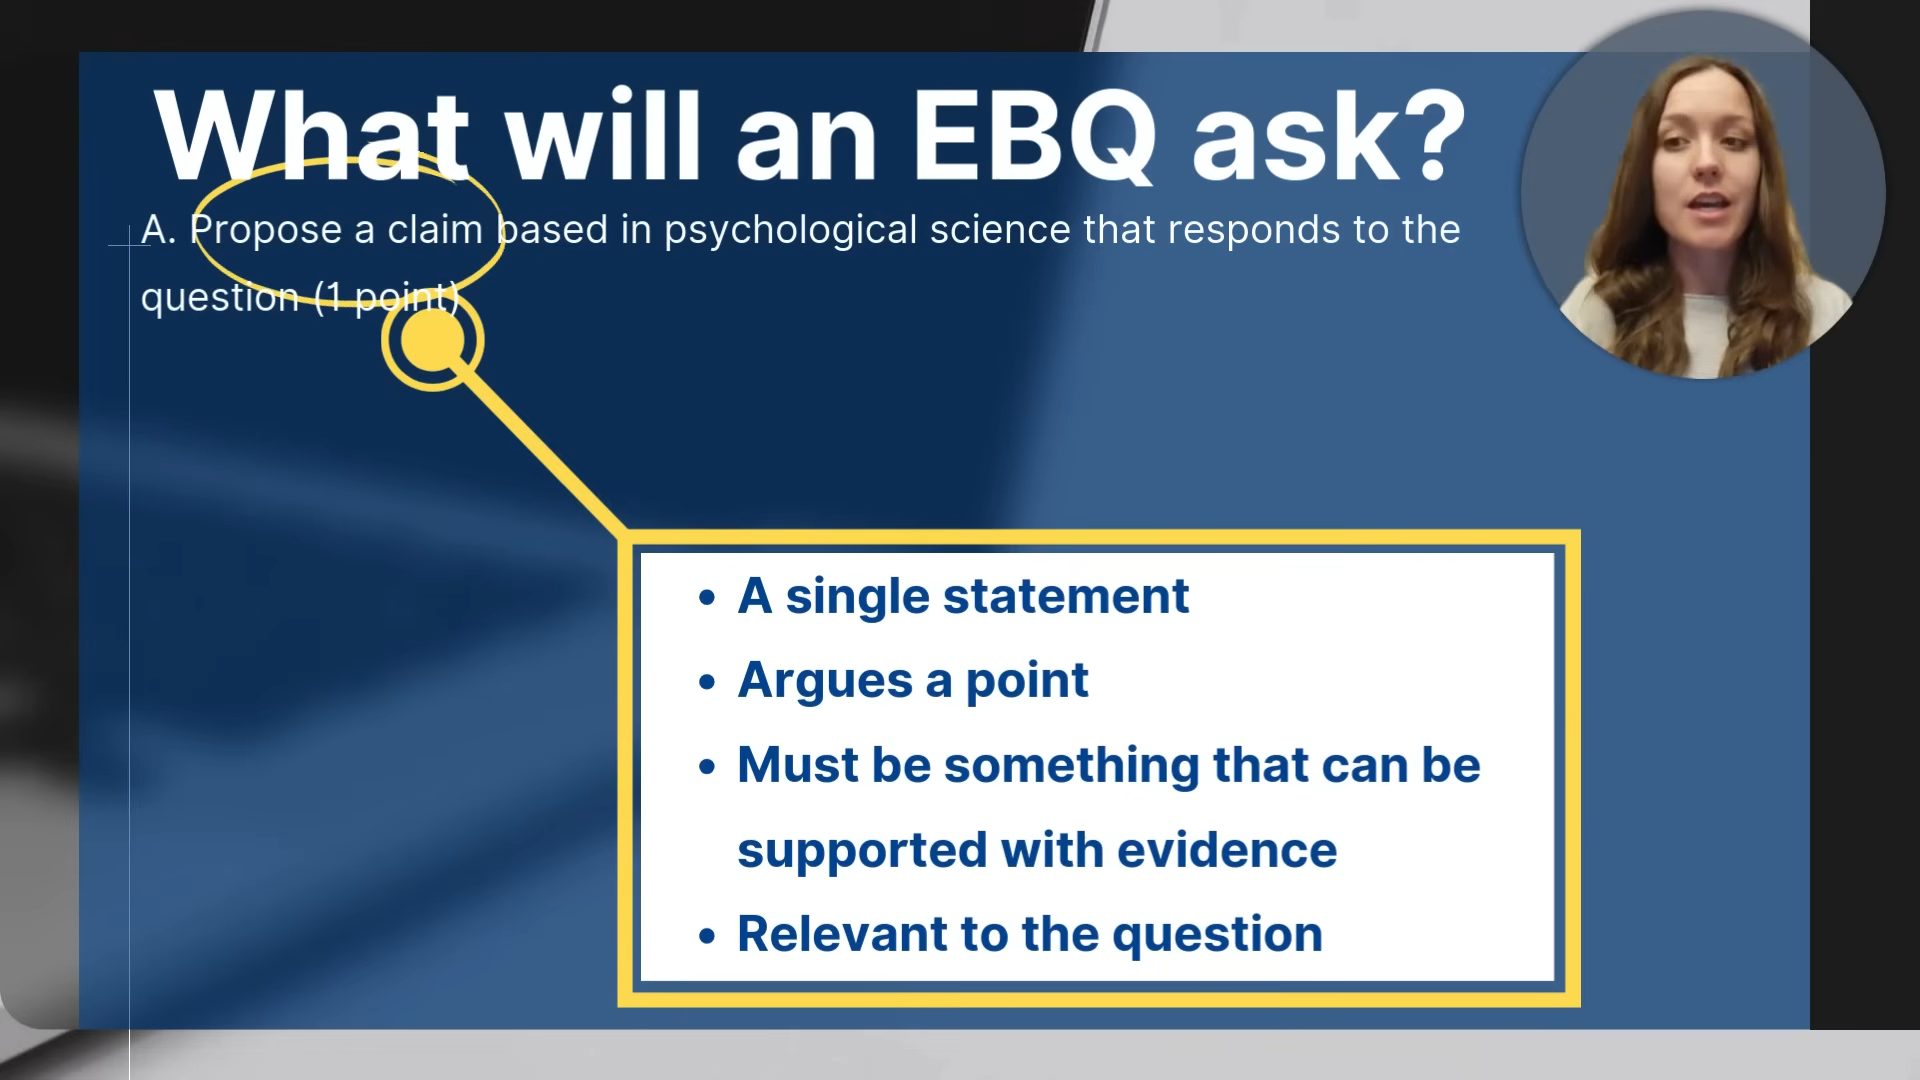 What will an EBQ ask?
A. Propose a claim based in psychological science that responds to the
question (1 point)
• A single statement
• Argues a point
• Must be something that can be
supported with evidence
• Relevant to the question